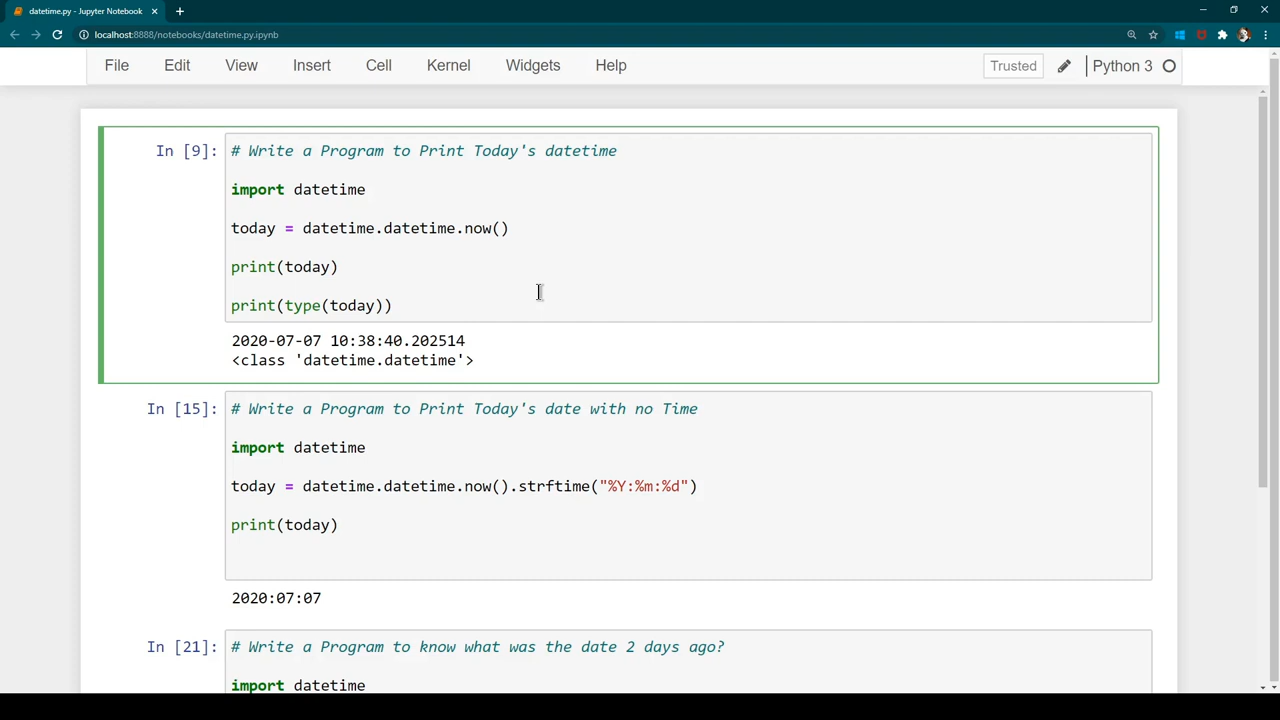 datetime.py - Jupyter Notebook
localhost:8888/notebooks/datetime.py.ipynb
File Edit View Insert Cell Kernel Widgets Help Trusted Python 3
In [9]: # Write a Program to Print Today's datetime
import datetime
today = datetime.datetime.now()
print(today)
print(type(today))
2020-07-07 10:38:40.202514
<class 'datetime.datetime'>
In [15]: # Write a Program to Print Today's date with no Time
import datetime
today = datetime.datetime.now().strftime("%Y:%m:%d")
print(today)
2020:07:07
In [21]: # Write a Program to know what was the date 2 days ago?
import datetime